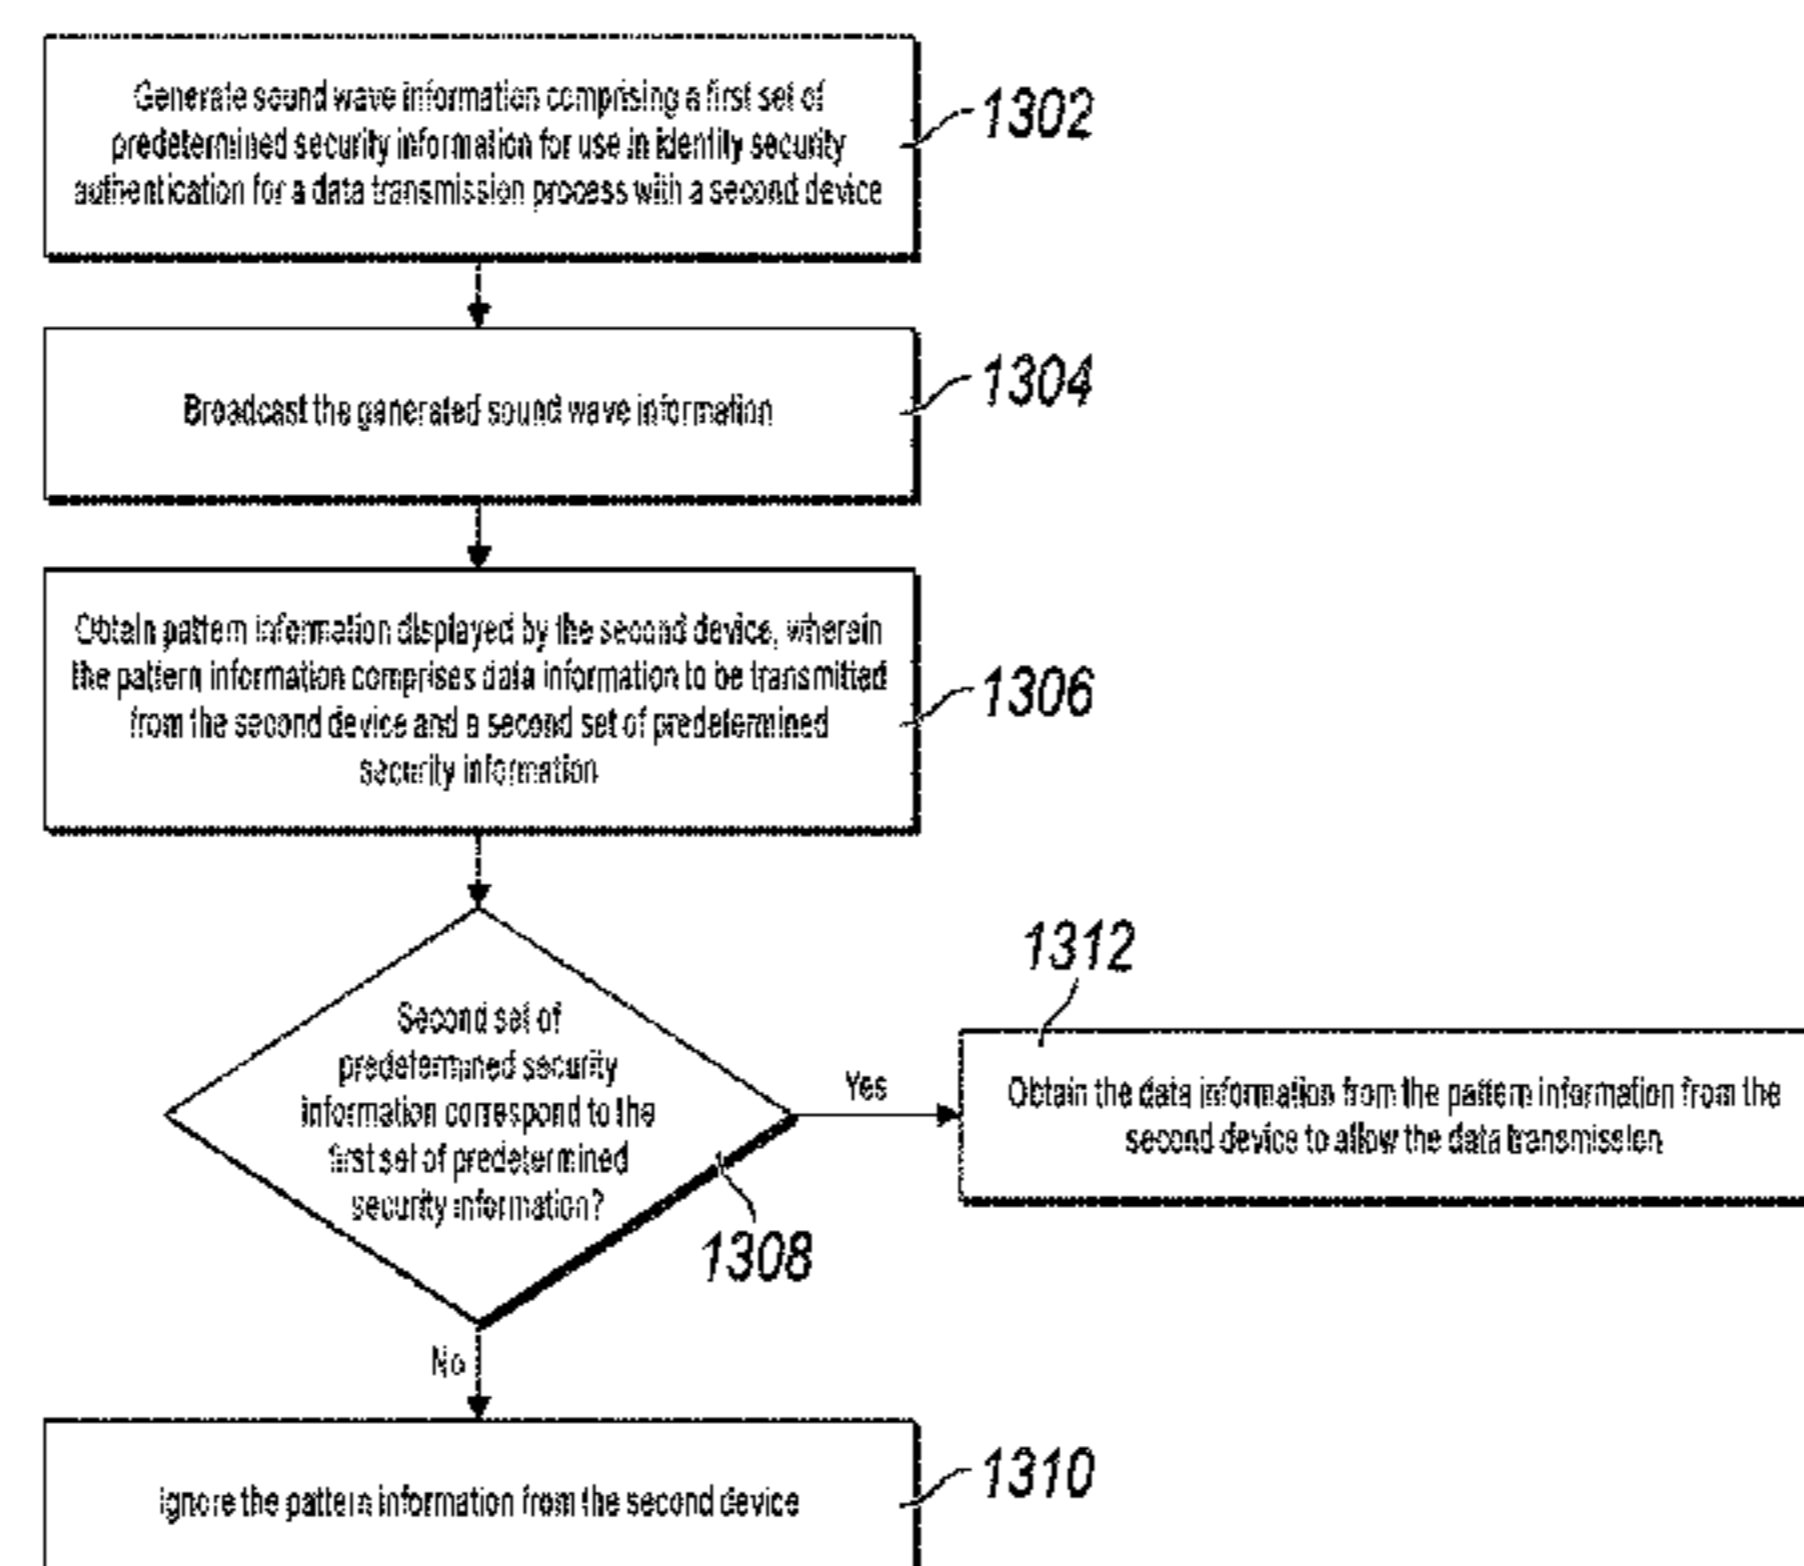 Generate sound wave information comprising a first set of
predetermined security information for use in identity security
authentication for a data transmission process with a second device
1302
Broadcast the generated sound wave information
1304
Obtain pattern information displayed by the second device, wherein
the pattern information comprises data information to be transmitted
from the second device and a second set of predetermined
security information
1306
Second set of
predetermined security
information correspond to the
first set of predetermined
security information?
1308
Yes
1312
Obtain the data information from the pattern information from the
second device to allow the data transmission
No
Ignore the pattern information from the second device
1310